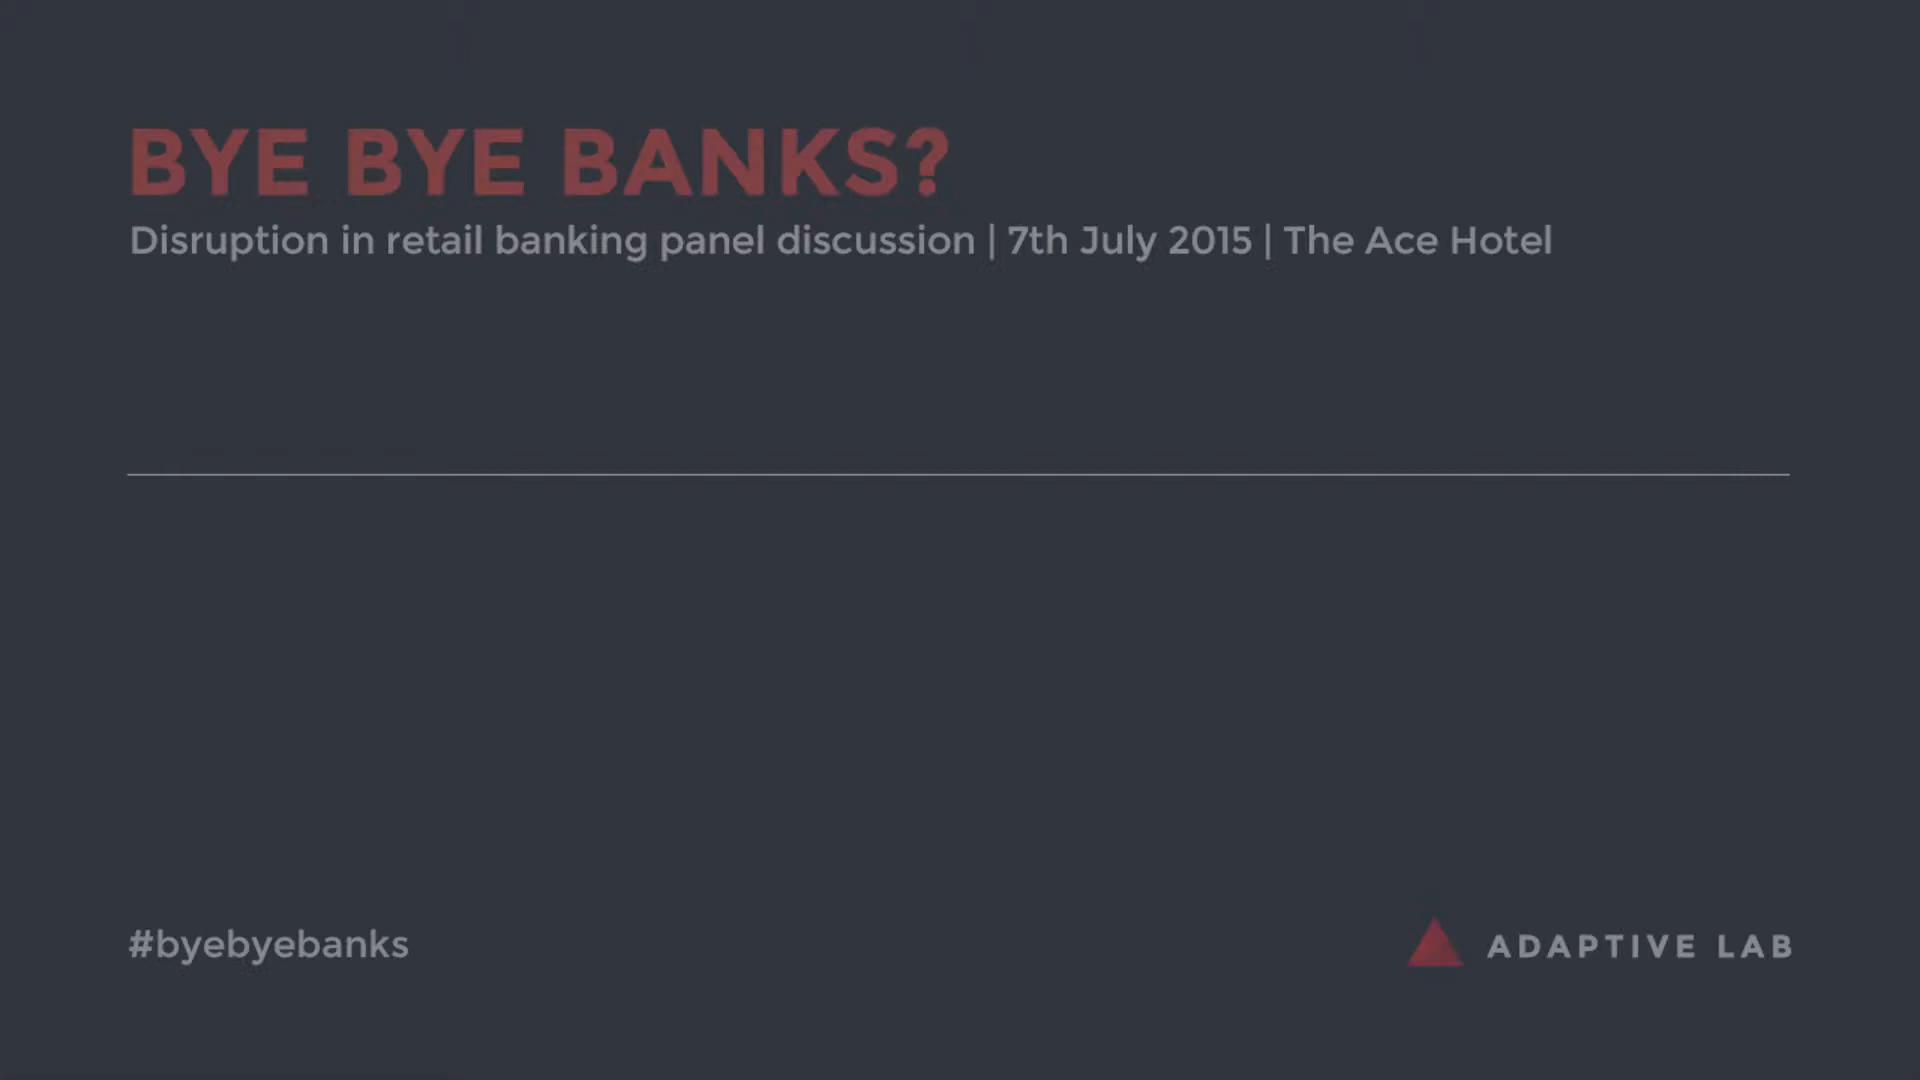 BYE BYE BANKS?
Disruption in retail banking panel discussion | 7th July 2015 | The Ace Hotel
#byebyebanks
ADAPTIVE LAB